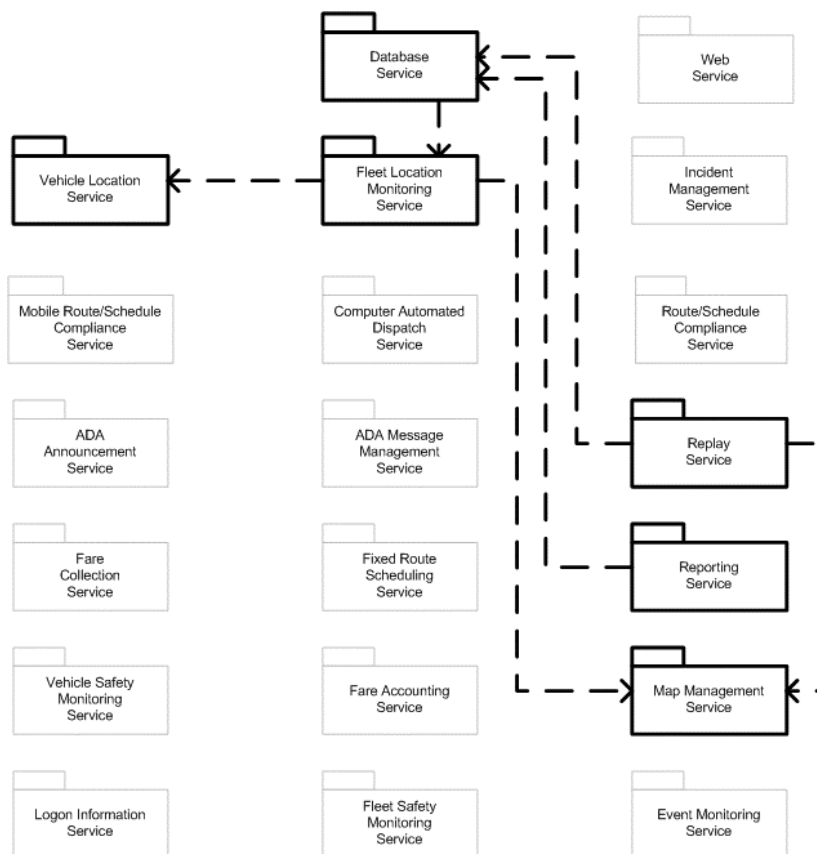 Database
Service
Web
Service
Vehicle Location
Service
Fleet Location
Monitoring
Service
Incident
Management
Service
Mobile Route/Schedule
Compliance
Service
Computer Automated
Dispatch
Service
Route/Schedule
Compliance
Service
ADA
Announcement
Service
ADA Message
Management
Service
Replay
Service
Fare
Collection
Service
Fixed Route
Scheduling
Service
Reporting
Service
Vehicle Safety
Monitoring
Service
Fare Accounting
Service
Map Management
Service
Logon Information
Service
Fleet Safety
Monitoring
Service
Event Monitoring
Service